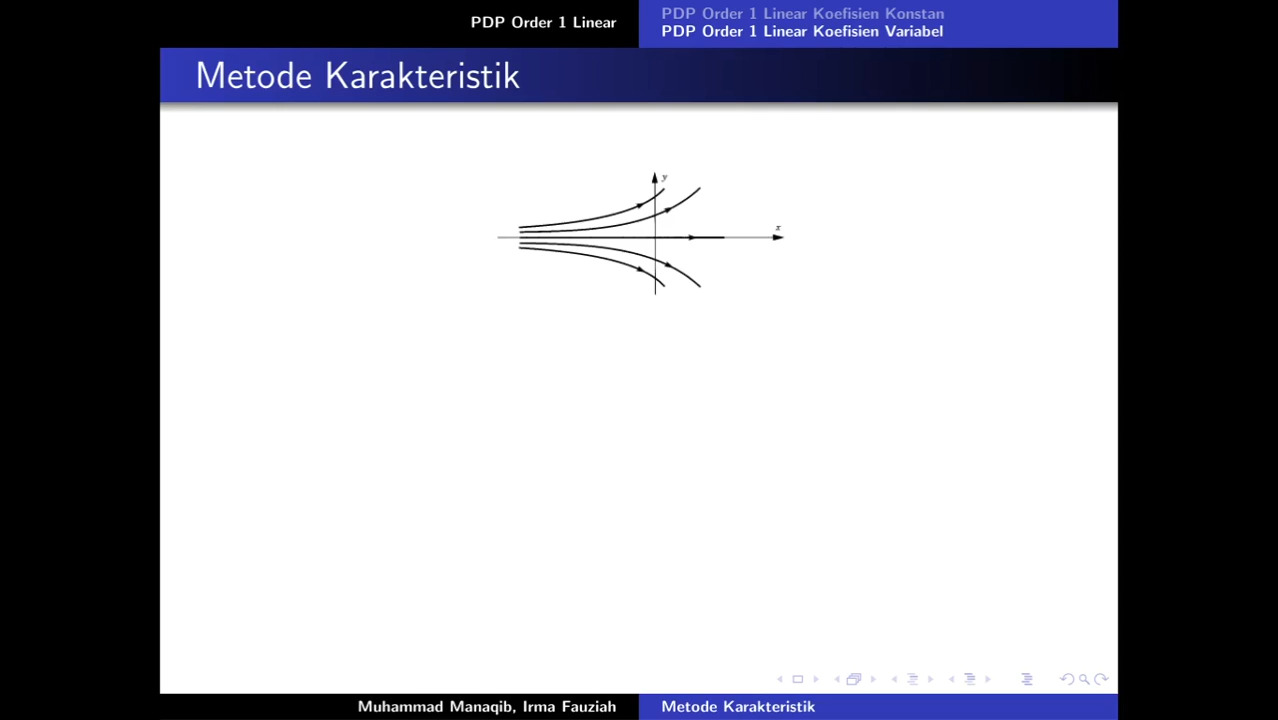 PDP Order 1 Linear
PDP Order 1 Linear Koefisien Konstan
PDP Order 1 Linear Koefisien Variabel
Metode Karakteristik
y
x
Muhammad Manaqib, Irma Fauziah
Metode Karakteristik